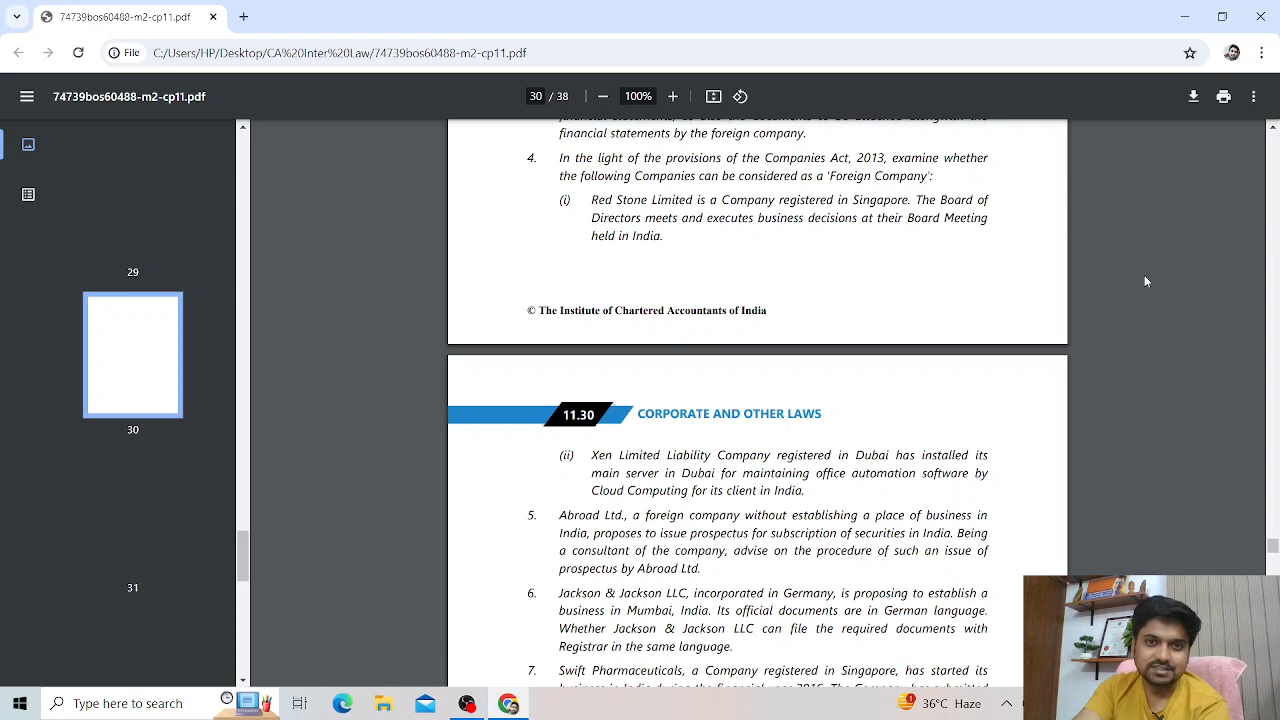 74739bos60488-m2-cp11.pdf
File C:/Users/HP/Desktop/CA%20Inter%20Law/74739bos60488-m2-cp11.pdf
74739bos60488-m2-cp11.pdf 30 / 38 100%
financial statements by the foreign company.
4. In the light of the provisions of the Companies Act, 2013, examine whether
the following Companies can be considered as a 'Foreign Company':
(i) Red Stone Limited is a Company registered in Singapore. The Board of
Directors meets and executes business decisions at their Board Meeting
held in India.
29
© The Institute of Chartered Accountants of India
11.30 CORPORATE AND OTHER LAWS
30
(ii) Xen Limited Liability Company registered in Dubai has installed its
main server in Dubai for maintaining office automation software by
Cloud Computing for its client in India.
5. Abroad Ltd., a foreign company without establishing a place of business in
India, proposes to issue prospectus for subscription of securities in India. Being
a consultant of the company, advise on the procedure of such an issue of
prospectus by Abroad Ltd.
31
6. Jackson & Jackson LLC, incorporated in Germany, is proposing to establish a
business in Mumbai, India. Its official documents are in German language.
Whether Jackson & Jackson LLC can file the required documents with
Registrar in the same language.
7. Swift Pharmaceuticals, a Company registered in Singapore, has started its
Type here to search
36°C Haze